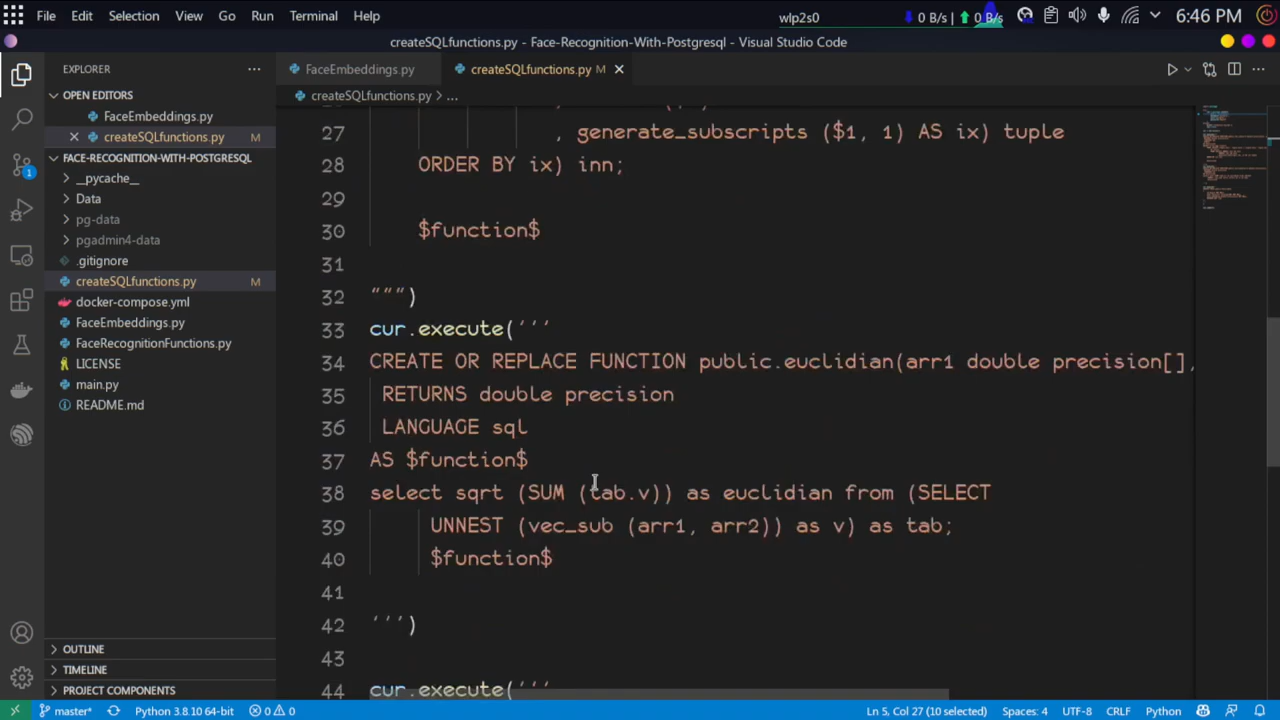 File Edit Selection View Go Run Terminal Help
wlp2s0
0 B/s
0 B/s
6:46 PM
createSQLfunctions.py - Face-Recognition-With-Postgresql - Visual Studio Code
EXPLORER
OPEN EDITORS
FaceEmbeddings.py
createSQLfunctions.py M
FACE-RECOGNITION-WITH-POSTGRESQL
__pycache__
Data
pg-data
pgadmin4-data
.gitignore
createSQLfunctions.py M
docker-compose.yml
FaceEmbeddings.py
FaceRecognitionFunctions.py
LICENSE
main.py
README.md
OUTLINE
TIMELINE
PROJECT COMPONENTS
1
FaceEmbeddings.py
createSQLfunctions.py M
createSQLfunctions.py > ...
27 , generate_subscripts ($1, 1) AS ix) tuple
28 ORDER BY ix) inn;
29
30 $function$
31
32 """)
33 cur.execute('''
34 CREATE OR REPLACE FUNCTION public.euclidian(arr1 double precision[],
35 RETURNS double precision
36 LANGUAGE sql
37 AS $function$
38 select sqrt (SUM (tab.v)) as euclidian from (SELECT
39 UNNEST (vec_sub (arr1, arr2)) as v) as tab;
40 $function$
41
42 ''')
43
44 cur.execute('''
master*
Python 3.8.10 64-bit
0 0
Ln 5, Col 27 (10 selected)
Spaces: 4
UTF-8
CRLF
Python